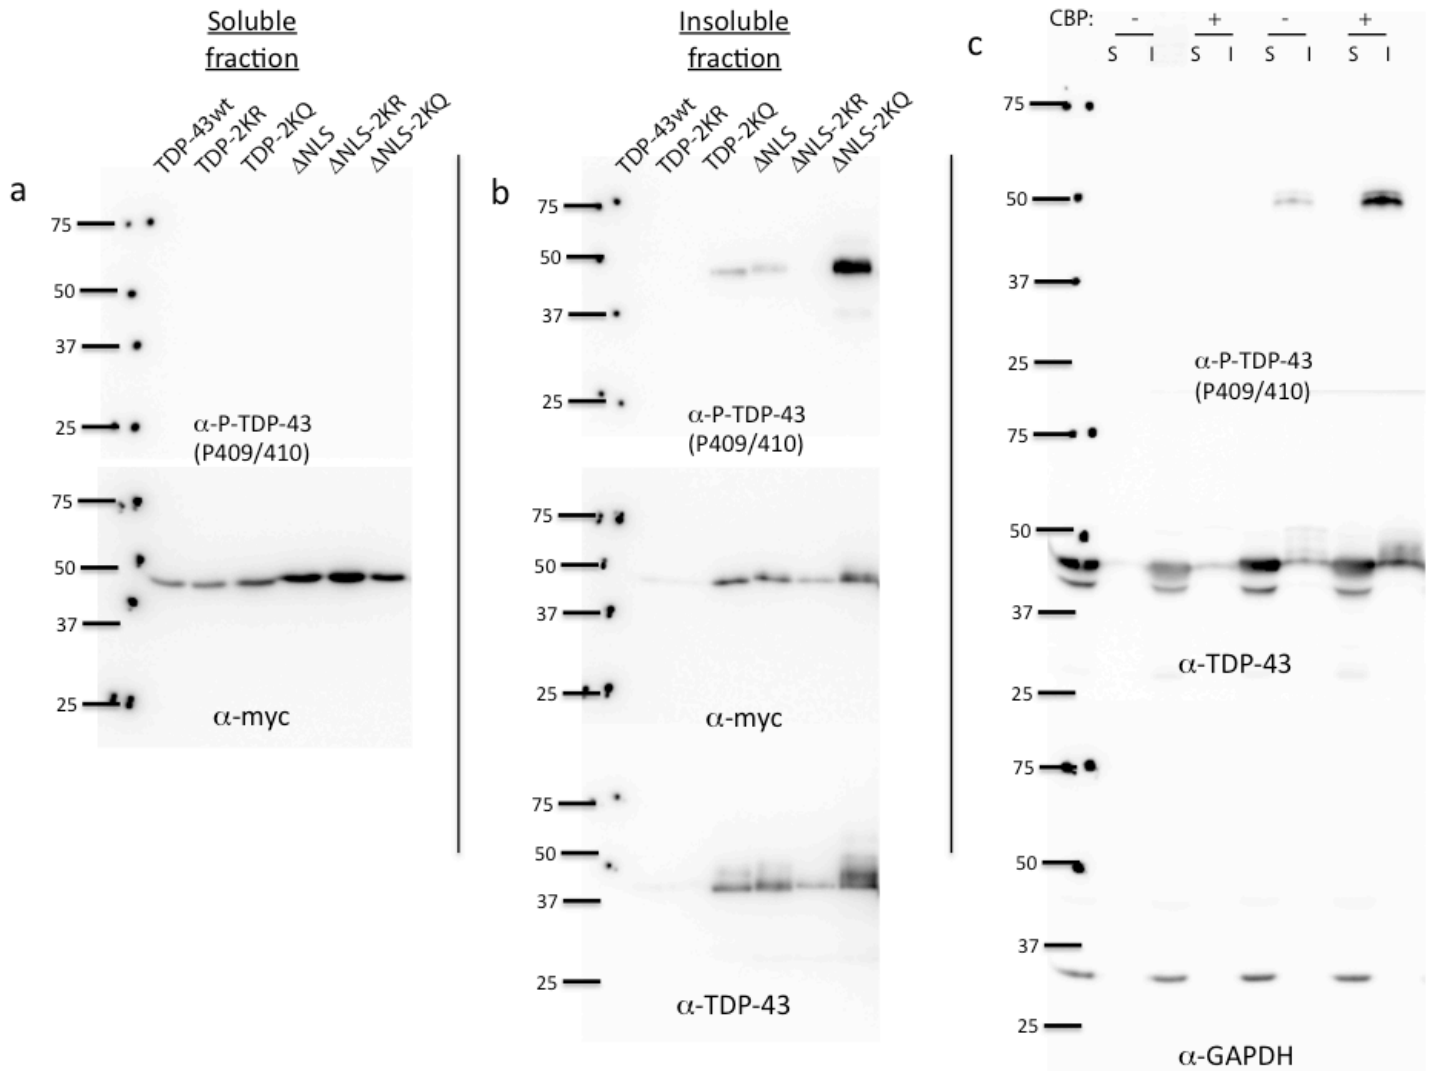 Soluble
fraction
TDP-43wt
TDP-2KR
TDP-2KQ
ΔNLS
ΔNLS-2KR
ΔNLS-2KQ
a
75
50
37
25
α-P-TDP-43
(P409/410)
75
50
37
25
α-myc
Insoluble
fraction
TDP-43wt
TDP-2KR
TDP-2KQ
ΔNLS
ΔNLS-2KR
ΔNLS-2KQ
b
75
50
37
25
α-P-TDP-43
(P409/410)
75
50
37
25
α-myc
75
50
37
25
α-TDP-43
c
CBP: - + - +
S I S I S I S I
75
50
37
25
α-P-TDP-43
(P409/410)
75
50
37
α-TDP-43
25
75
50
37
25
α-GAPDH